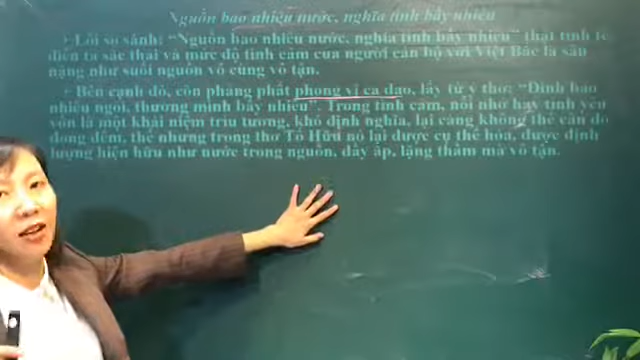 Nguồn bao nhiêu nước, nghĩa tình bấy nhiêu
+ Lối so sánh: “Nguồn bao nhiêu nước, nghĩa tình bấy nhiêu” thật tinh tế
diễn tả sắc thái và mức độ tình cảm của người cán bộ với Việt Bắc là sâu
nặng như suối nguồn vô cùng vô tận.
+ Bên cạnh đó, còn phảng phất phong vị ca dao, lấy từ ý thơ: “Đình bao
nhiêu ngói, thương mình bấy nhiêu”. Trong tình cảm, nỗi nhớ hay tình yêu
vốn là một khái niệm trừu tượng, khó định nghĩa, lại càng không thể cân đo
đong đếm, thế nhưng trong thơ Tố Hữu nó lại được cụ thể hóa, được định
lượng hiện hữu như nước trong nguồn, đầy ắp, lặng thầm mà vô tận.